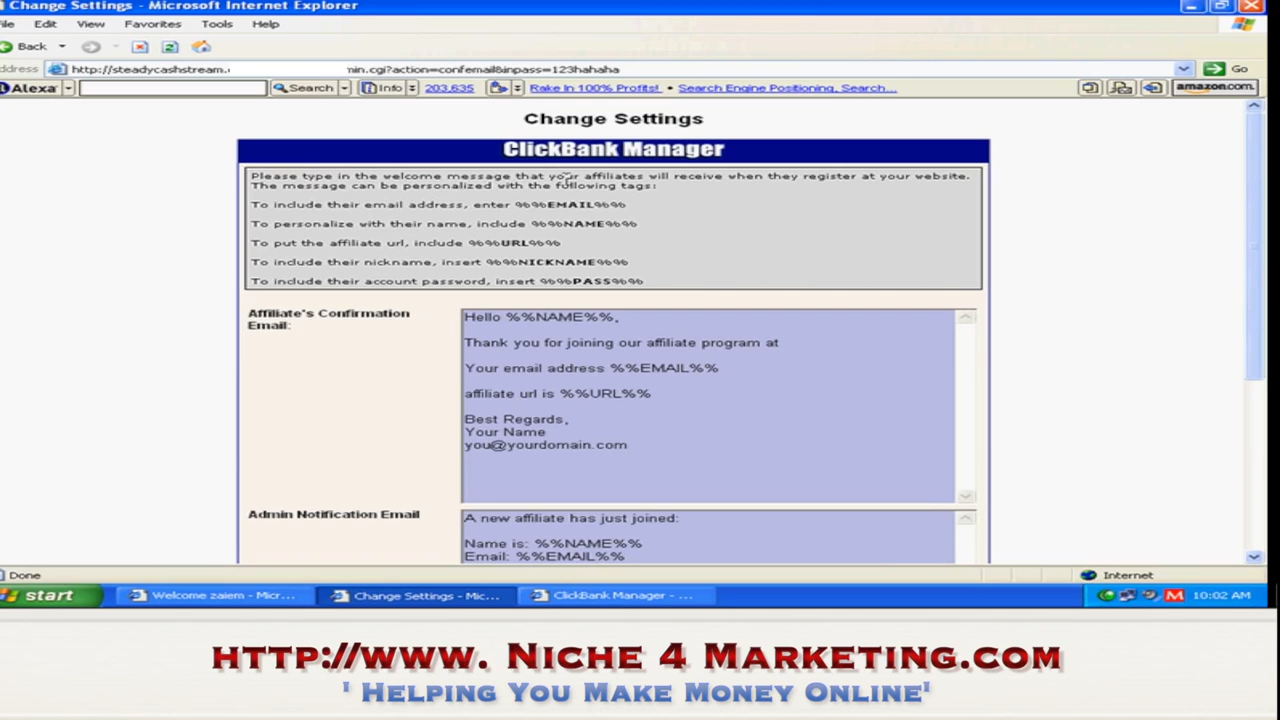 Change Settings - Microsoft Internet Explorer
File Edit View Favorites Tools Help
Back
Address http://steadycashstream. min.cgi?action=confemail&inpass=123hahaha Go
Alexa Search Info 203,635 Rake In 100% Profits! • Search Engine Positioning, Search... amazon.com.
Change Settings
ClickBank Manager
Please type in the welcome message that your affiliates will receive when they register at your website.
The message can be personalized with the following tags:
To include their email address, enter %%EMAIL%%
To personalize with their name, include %%NAME%%
To put the affiliate url, include %%URL%%
To include their nickname, insert %%NICKNAME%%
To include their account password, insert %%PASS%%
Affiliate's Confirmation
Email:
Hello %%NAME%%,
Thank you for joining our affiliate program at
Your email address %%EMAIL%%
affiliate url is %%URL%%
Best Regards,
Your Name
you@yourdomain.com
Admin Notification Email
A new affiliate has just joined:
Name is: %%NAME%%
Email: %%EMAIL%%
Done Internet
start Welcome zaiem - Micr... Change Settings - Mic... ClickBank Manager - ... M 10:02 AM
http://www. Niche 4 Marketing.com
' Helping You Make Money Online'